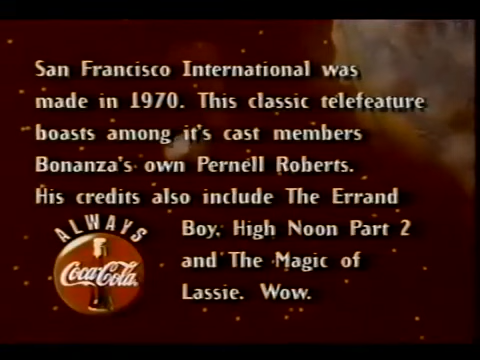 San Francisco International was
made in 1970. This classic telefeature
boasts among it's cast members
Bonanza's own Pernell Roberts.
His credits also include The Errand
Boy, High Noon Part 2
and The Magic of
Lassie. Wow.
ALWAYS
Coca-Cola